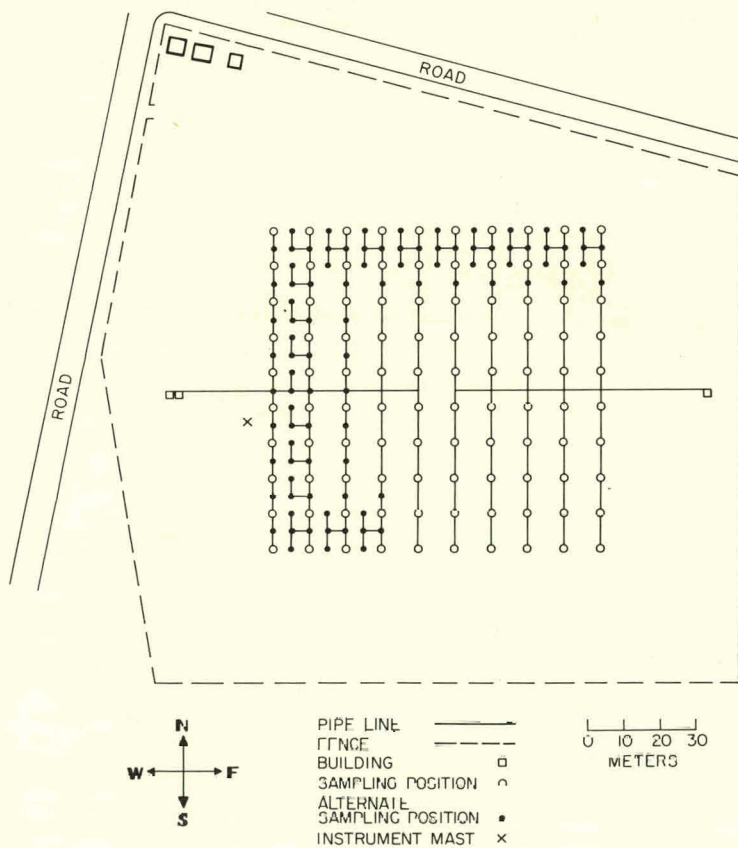 ROAD
ROAD
N
W E
S
PIPE LINE
FENCE
BUILDING
SAMPLING POSITION
ALTERNATE
SAMPLING POSITION
INSTRUMENT MAST
0 10 20 30
METERS